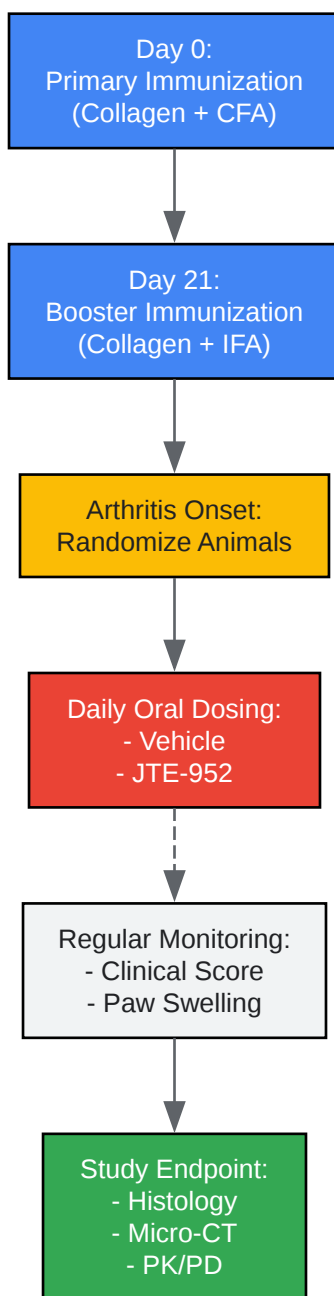 Day 0:
Primary Immunization
(Collagen + CFA)
Day 21:
Booster Immunization
(Collagen + IFA)
Arthritis Onset:
Randomize Animals
Daily Oral Dosing:
- Vehicle
- JTE-952
Regular Monitoring:
- Clinical Score
- Paw Swelling
Study Endpoint:
- Histology
- Micro-CT
- PK/PD